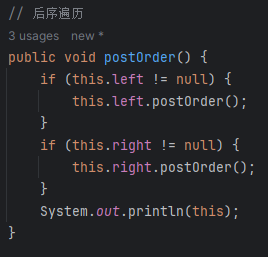 // 后序遍历
3 usages   new *
public void postOrder() {
    if (this.left != null) {
        this.left.postOrder();
    }
    if (this.right != null) {
        this.right.postOrder();
    }
    System.out.println(this);
}